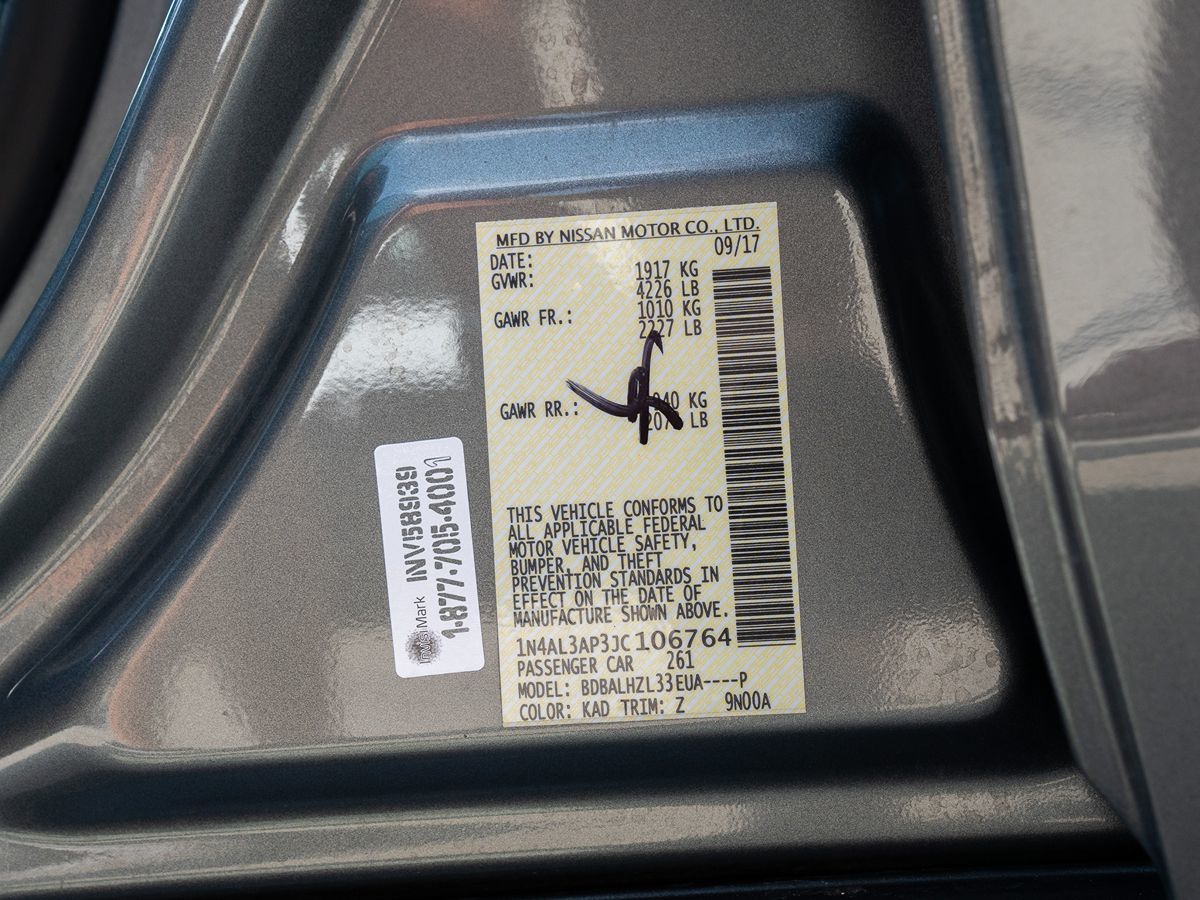 MFD BY NISSAN MOTOR CO., LTD.
DATE: 09/17
GVWR: 1917 KG
4226 LB
GAWR FR.: 1010 KG
2227 LB
GAWR RR.: KG
LB
THIS VEHICLE CONFORMS TO
ALL APPLICABLE FEDERAL
MOTOR VEHICLE SAFETY,
BUMPER, AND THEFT
PREVENTION STANDARDS IN
EFFECT ON THE DATE OF
MANUFACTURE SHOWN ABOVE.
1N4AL3AP3JC106764
PASSENGER CAR 261
MODEL: BDBALHZL33EUA----P
COLOR: KAD TRIM: Z 9N00A
InvisMark INV58939
1-877-705-4001